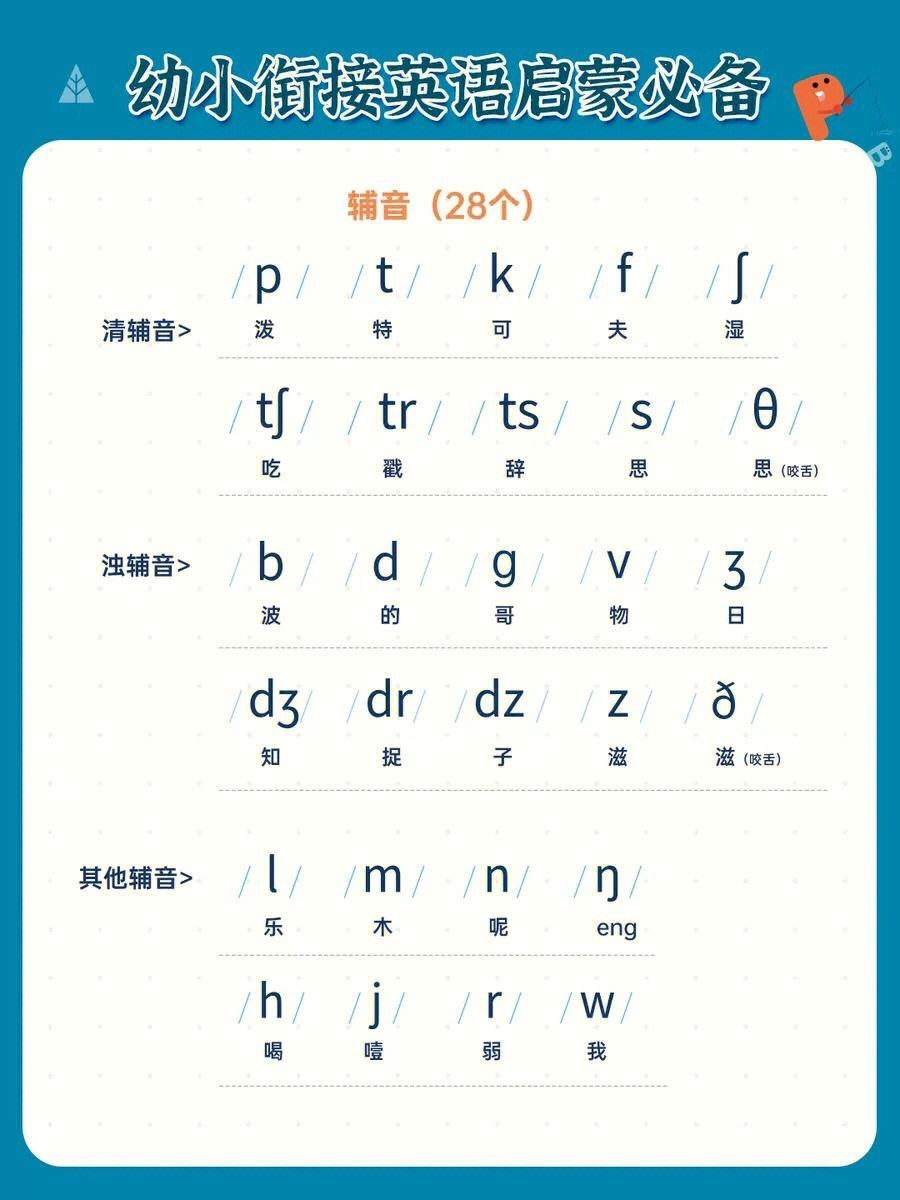 幼小衔接英语启蒙必备
B
辅音（28个）
/ p / / t / / k / / f / / ʃ /
清辅音> 泼 特 可 夫 湿
/ tʃ / / tr / / ts / / s / / θ /
吃 戳 辞 思 思（咬舌）
浊辅音> / b / / d / / g / / v / / ʒ /
波 的 哥 物 日
/ dʒ / / dr / / dz / / z / / ð /
知 捉 子 滋 滋（咬舌）
其他辅音> / l / / m / / n / / ŋ /
乐 木 呢 eng
/ h / / j / / r / / w /
喝 噎 弱 我